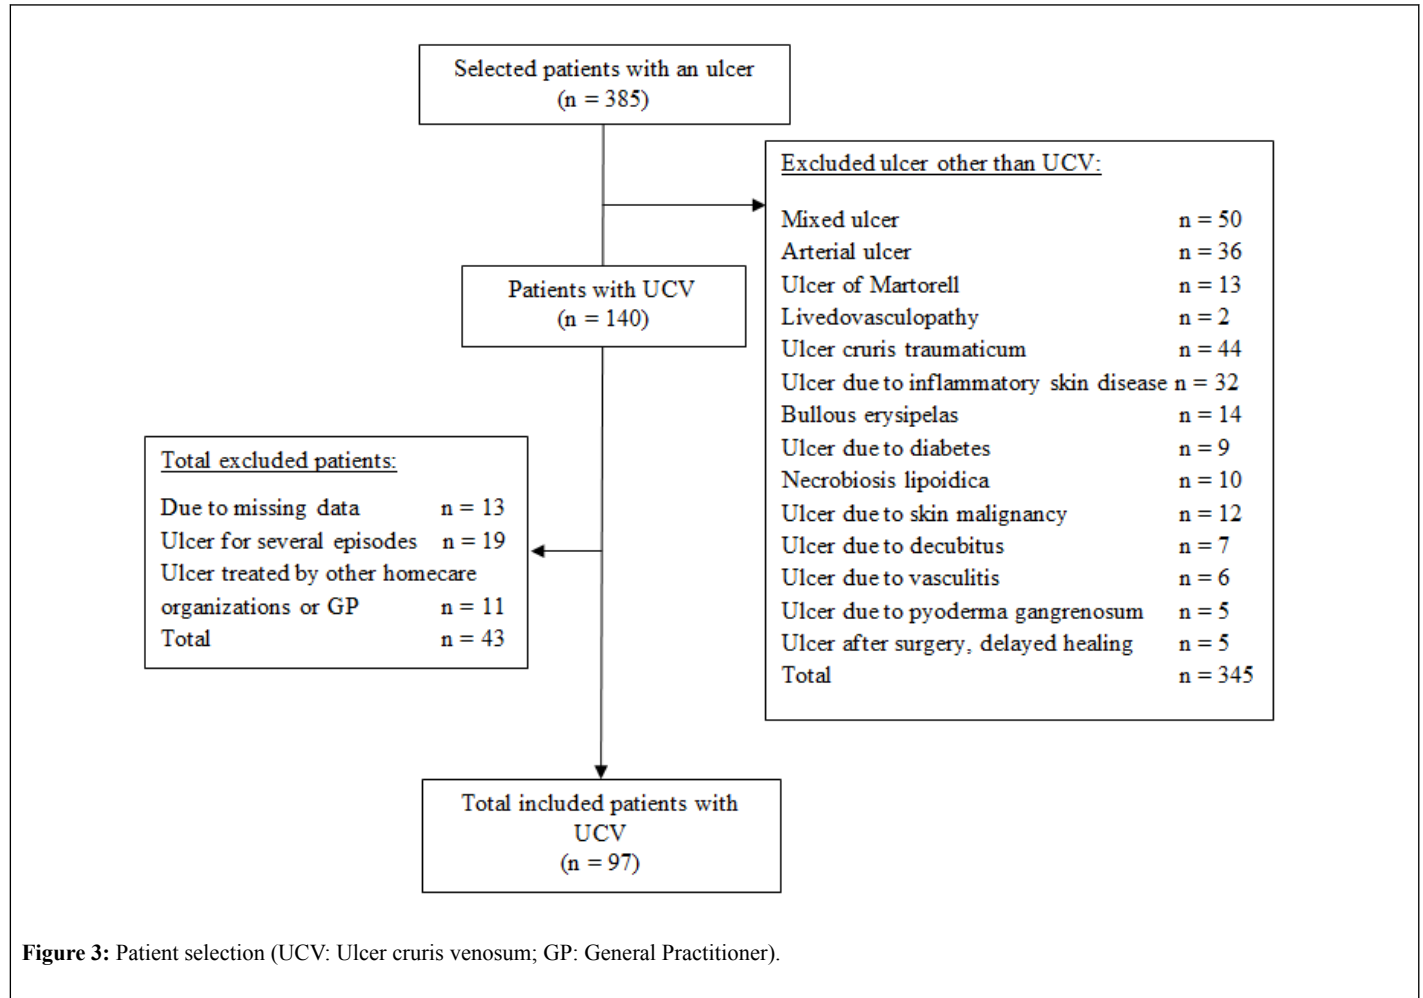 Selected patients with an ulcer
(n = 385)
Excluded ulcer other than UCV:
Mixed ulcer n = 50
Arterial ulcer n = 36
Ulcer of Martorell n = 13
Livedovasculopathy n = 2
Ulcer cruris traumaticum n = 44
Ulcer due to inflammatory skin disease n = 32
Bullous erysipelas n = 14
Ulcer due to diabetes n = 9
Necrobiosis lipoidica n = 10
Ulcer due to skin malignancy n = 12
Ulcer due to decubitus n = 7
Ulcer due to vasculitis n = 6
Ulcer due to pyoderma gangrenosum n = 5
Ulcer after surgery, delayed healing n = 5
Total n = 345
Patients with UCV
(n = 140)
Total excluded patients:
Due to missing data n = 13
Ulcer for several episodes n = 19
Ulcer treated by other homecare
organizations or GP n = 11
Total n = 43
Total included patients with
UCV
(n = 97)
Figure 3: Patient selection (UCV: Ulcer cruris venosum; GP: General Practitioner).